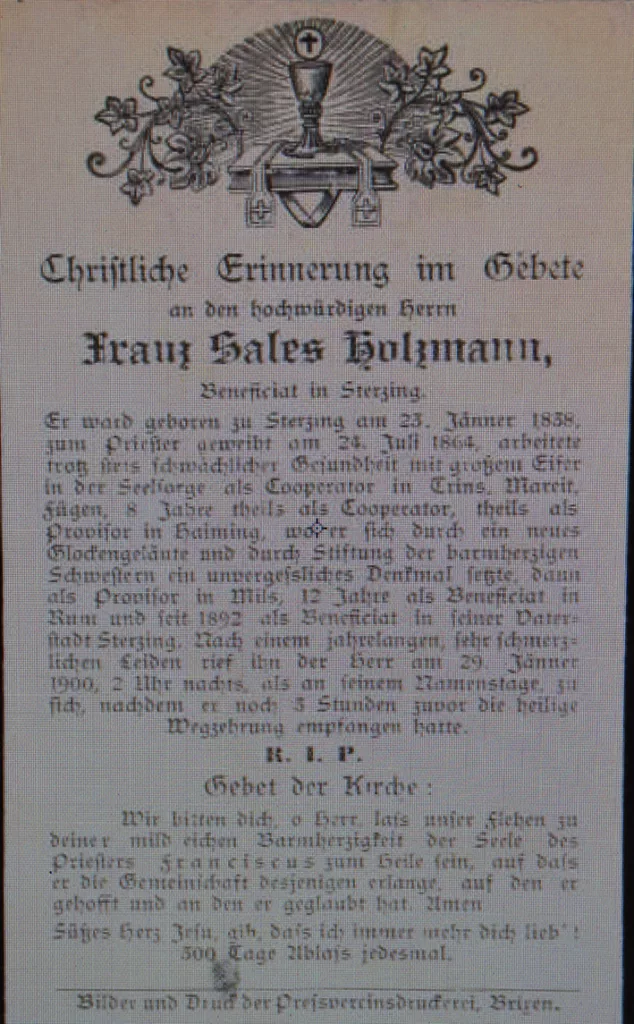 Christliche Erinnerung im Gebete
an den hochwürdigen Herrn
Franz Sales Holzmann,
Beneficiat in Sterzing.
Er ward geboren zu Sterzing am 23. Jänner 1838,
zum Priester geweiht am 24. Juli 1864, arbeitete
trotz stets schwächlicher Gesundheit mit großem Eifer
in der Seelsorge als Cooperator in Trins, Mareit,
Fügen, 8 Jahre theils als Cooperator, theils als
Provisor in Haiming, wo er sich durch ein neues
Glockengeläute und durch Stiftung der barmherzigen
Schwestern ein unvergessliches Denkmal setzte, dann
als Provisor in Mils, 12 Jahre als Beneficiat in
Rum und seit 1892 als Beneficiat in seiner Vater-
stadt Sterzing. Nach einem jahrelangen, sehr schmerz-
lichen Leiden rief ihn der Herr am 29. Jänner
1900, 2 Uhr nachts, als an seinem Namenstage, zu
sich, nachdem er noch 3 Stunden zuvor die heilige
Wegzehrung empfangen hatte.
R. I. P.
Gebet der Kirche:
Wir bitten dich, o Herr, lass unser Flehen zu
deiner mild eichen Barmherzigkeit der Seele des
Priesters Franciscus zum Heile sein, auf dass
er die Gemeinschaft desjenigen erlange, auf den er
gehofft und an den er geglaubt hat. Amen
Süßes Herz Jesu, gib, dass ich immer mehr dich lieb'!
300 Tage Ablass jedesmal.
Bilder und Druck der Pressvereinsdruckerei, Brixen.